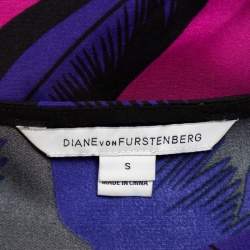 DIANE VON FURSTENBERG
S
MADE IN CHINA